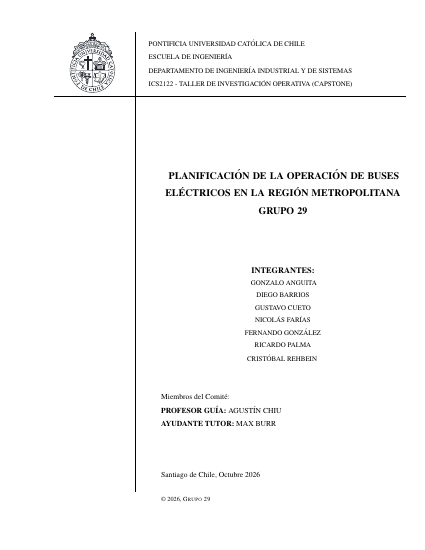 PONTIFICIA UNIVERSIDAD CATÓLICA DE CHILE
ESCUELA DE INGENIERÍA
DEPARTAMENTO DE INGENIERÍA INDUSTRIAL Y DE SISTEMAS
ICS2122 - TALLER DE INVESTIGACIÓN OPERATIVA (CAPSTONE)
PLANIFICACIÓN DE LA OPERACIÓN DE BUSES
ELÉCTRICOS EN LA REGIÓN METROPOLITANA
GRUPO 29
INTEGRANTES:
GONZALO ANGUITA
DIEGO BARRIOS
GUSTAVO CUETO
NICOLÁS FARÍAS
FERNANDO GONZÁLEZ
RICARDO PALMA
CRISTÓBAL REHBEIN
Miembros del Comité:
PROFESOR GUÍA: AGUSTÍN CHIU
AYUDANTE TUTOR: MAX BURR
Santiago de Chile, Octubre 2026
© 2026, GRUPO 29